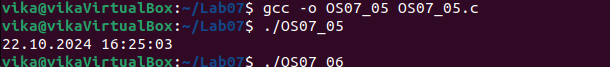 vika@vikaVirtualBox:~/Lab07$ gcc -o OS07_05 OS07_05.c
vika@vikaVirtualBox:~/Lab07$ ./OS07_05
22.10.2024 16:25:03
vika@vikaVirtualBox:~/Lab07$ ./OS07_06